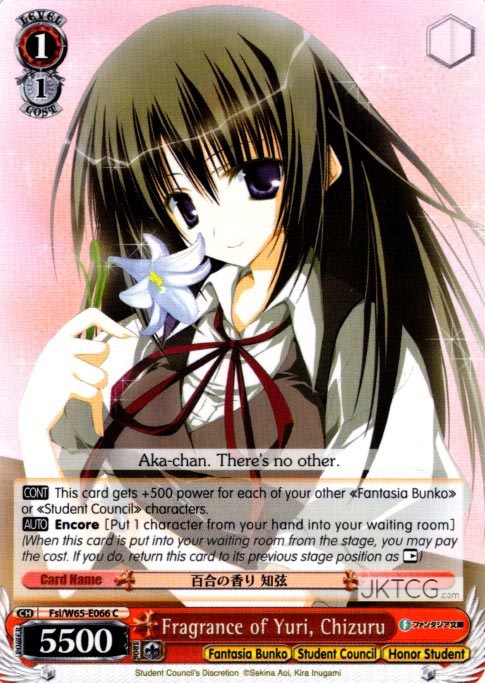 LEVEL
1
1
COST
Aka-chan. There's no other.
CONT This card gets +500 power for each of your other «Fantasia Bunko»
or «Student Council» characters.
AUTO Encore [Put 1 character from your hand into your waiting room]
(When this card is put into your waiting room from the stage, you may pay
the cost. If you do, return this card to its previous stage position as )
Card Name 百合の香り 知弦
JKTCG.com
CH Fsl/W65-E066 C
POWER 5500 SOUL Fragrance of Yuri, Chizuru ファンタジア文庫
Fantasia Bunko Student Council Honor Student
Student Council's Discretion ©Sekina Aoi, Kira Inugami